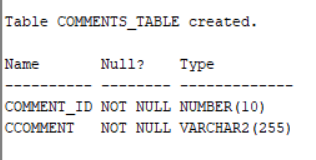 Table COMMENTS_TABLE created.
Name       Null?    Type
---------- -------- -------------
COMMENT_ID NOT NULL NUMBER(10)
CCOMMENT   NOT NULL VARCHAR2(255)